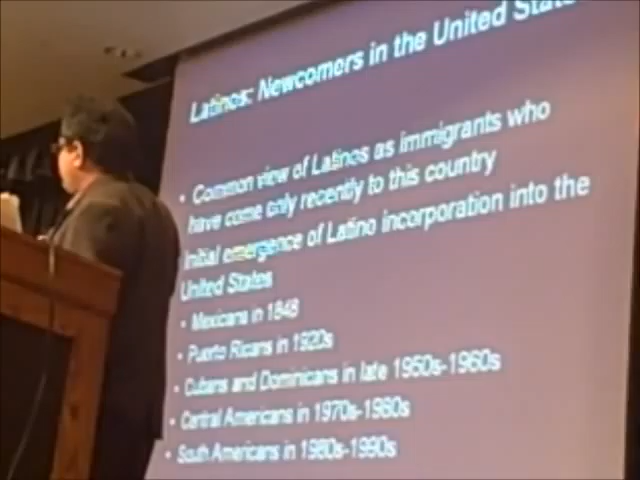 Latinos: Newcomers in the United States
• Common view of Latinos as immigrants who
have come only recently to this country
Initial emergence of Latino incorporation into the
United States
• Mexicans in 1848
• Puerto Ricans in 1920s
• Cubans and Dominicans in late 1950s-1960s
• Central Americans in 1970s-1980s
• South Americans in 1980s-1990s